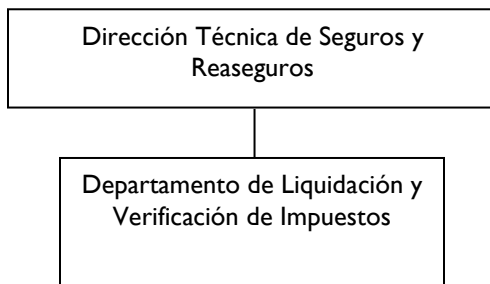 Dirección Técnica de Seguros y
Reaseguros
Departamento de Liquidación y
Verificación de Impuestos